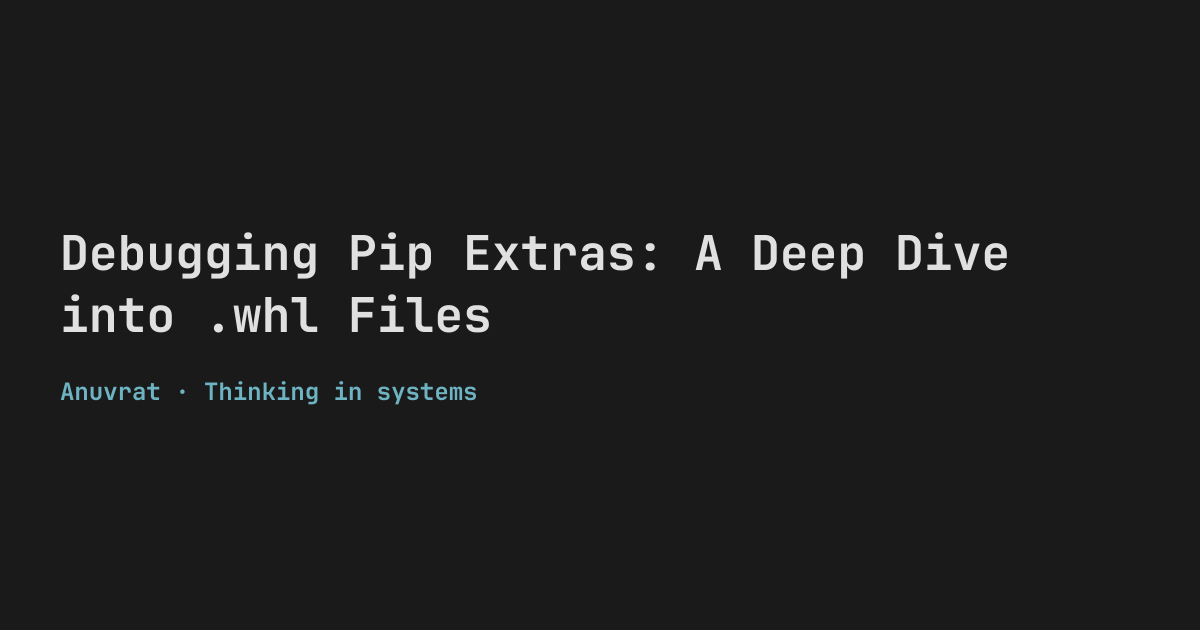 Debugging Pip Extras: A Deep Dive
into .whl Files
Anuvrat · Thinking in systems